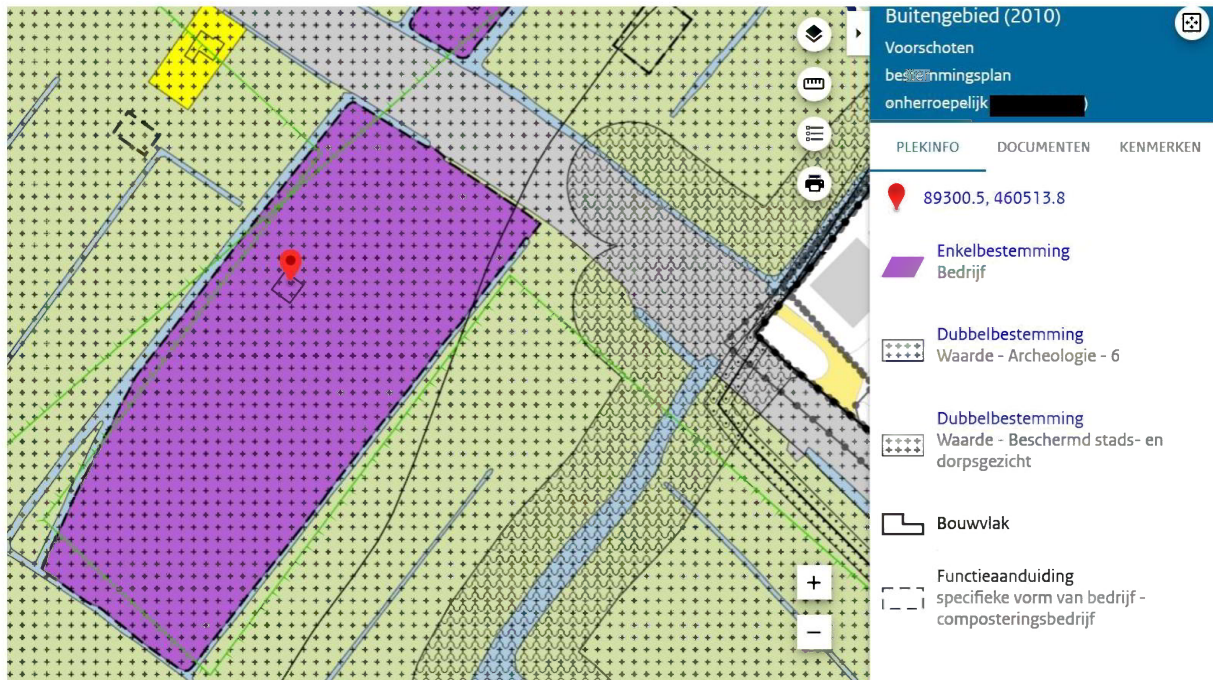 Buitengebied (2010)
Voorschoten
bestemmingsplan
onherroepelijk )
PLEKINFO DOCUMENTEN KENMERKEN
89300.5, 460513.8
Enkelbestemming
Bedrijf
Dubbelbestemming
Waarde - Archeologie - 6
Dubbelbestemming
Waarde - Beschermd stads- en
dorpsgezicht
Bouwvlak
Functieaanduiding
specifieke vorm van bedrijf -
composteringsbedrijf